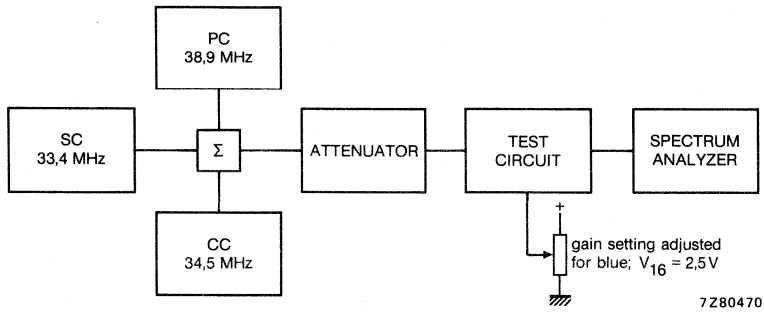 PC
38,9 MHz
SC
33,4 MHz
Σ
ATTENUATOR
TEST
CIRCUIT
SPECTRUM
ANALYZER
CC
34,5 MHz
+
gain setting adjusted
for blue; V16 = 2,5 V
7Z80470